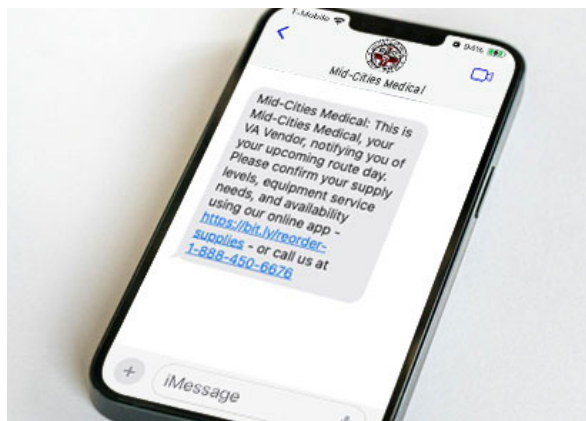 T-Mobile
94%
Mid-Cities Medical
Mid-Cities Medical: This is
Mid-Cities Medical, your
VA Vendor, notifying you of
your upcoming route day.
Please confirm your supply
levels, equipment service
needs, and availability
using our online app -
https://bit.ly/reorder-
supplies - or call us at
1-888-450-6676
iMessage